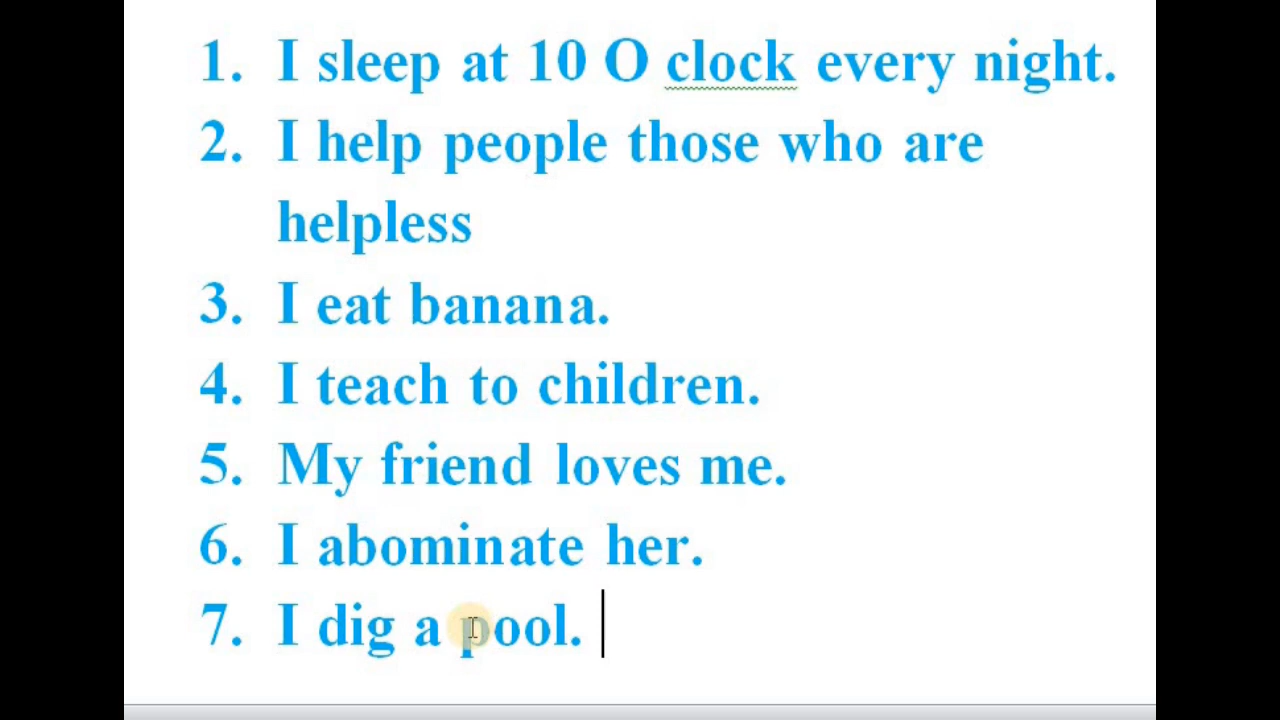 1. I sleep at 10 O clock every night.
2. I help people those who are
helpless
3. I eat banana.
4. I teach to children.
5. My friend loves me.
6. I abominate her.
7. I dig a pool.